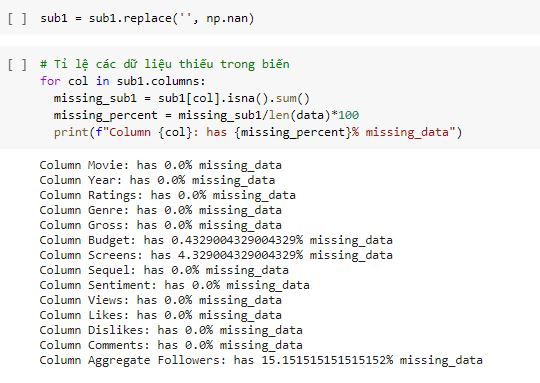 [ ] sub1 = sub1.replace('', np.nan)
[ ] # Tỉ lệ các dữ liệu thiếu trong biến
for col in sub1.columns:
  missing_sub1 = sub1[col].isna().sum()
  missing_percent = missing_sub1/len(data)*100
  print(f"Column {col}: has {missing_percent}% missing_data")
Column Movie: has 0.0% missing_data
Column Year: has 0.0% missing_data
Column Ratings: has 0.0% missing_data
Column Genre: has 0.0% missing_data
Column Gross: has 0.0% missing_data
Column Budget: has 0.4329004329004329% missing_data
Column Screens: has 4.329004329004329% missing_data
Column Sequel: has 0.0% missing_data
Column Sentiment: has 0.0% missing_data
Column Views: has 0.0% missing_data
Column Likes: has 0.0% missing_data
Column Dislikes: has 0.0% missing_data
Column Comments: has 0.0% missing_data
Column Aggregate Followers: has 15.151515151515152% missing_data